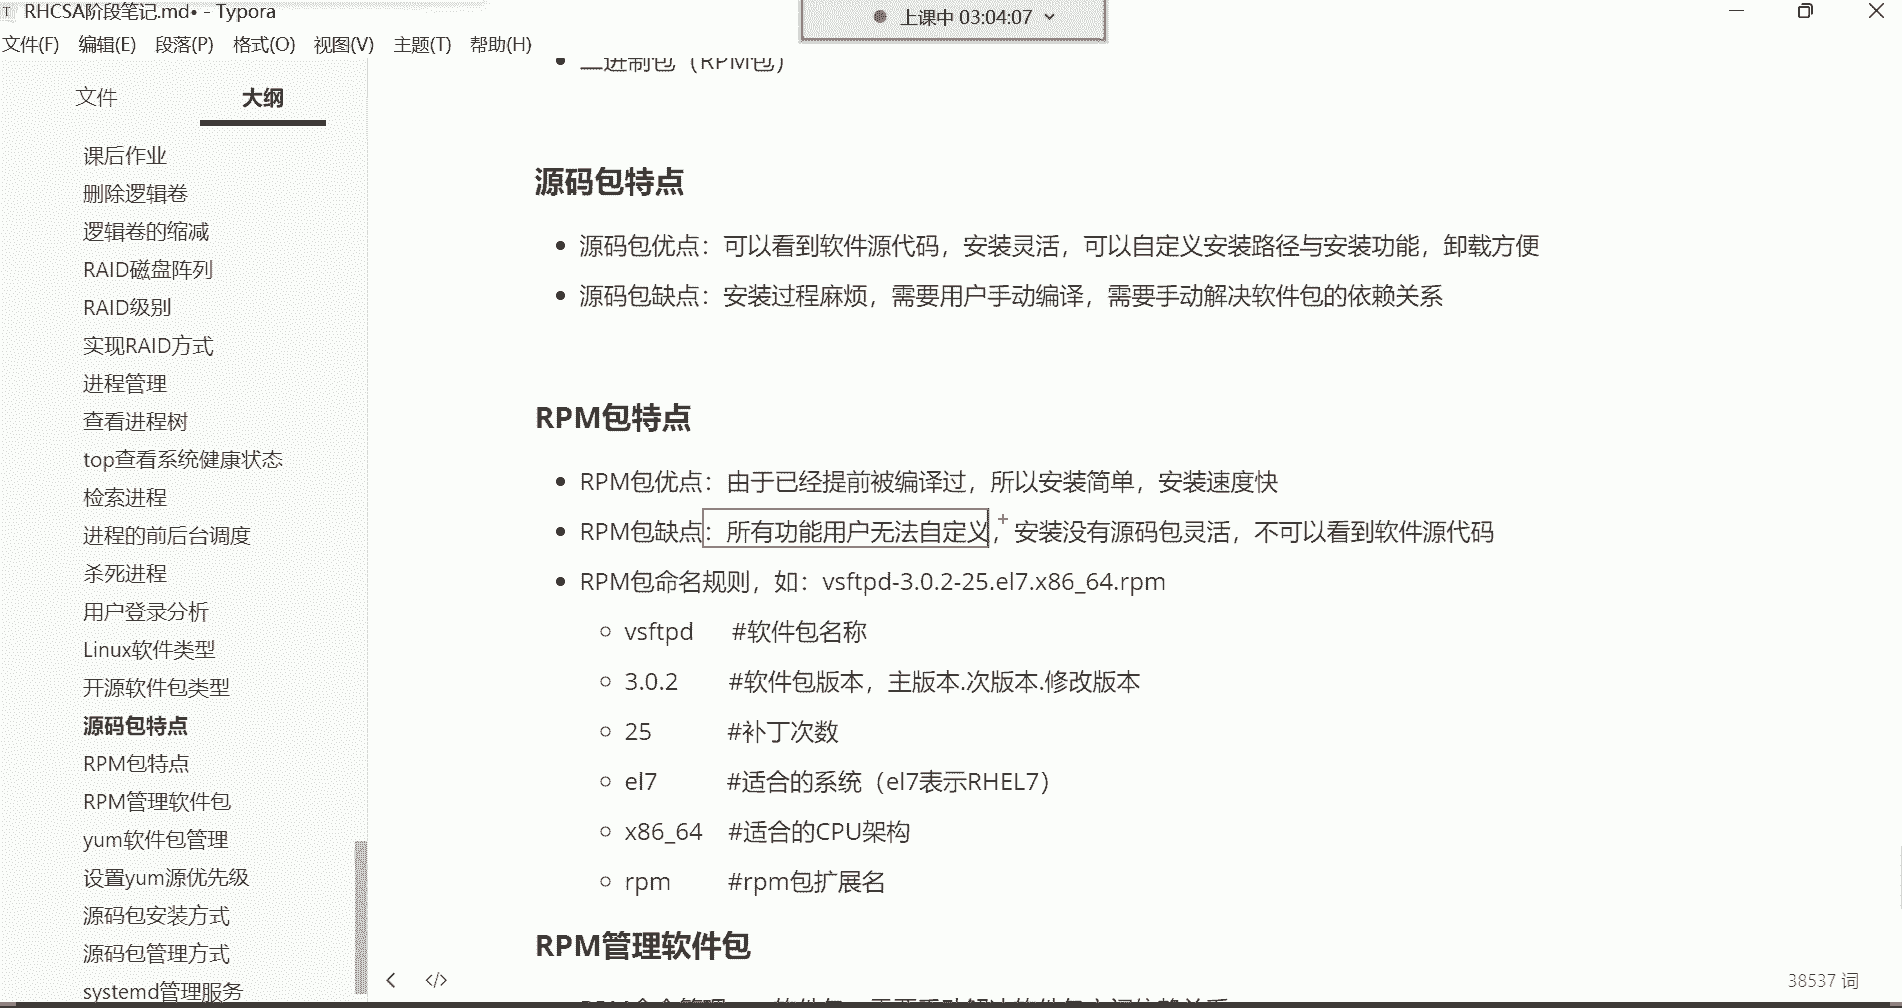 RHCSA阶段笔记.md• - Typora
上课中 03:04:07
文件(F) 编辑(E) 段落(P) 格式(O) 视图(V) 主题(T) 帮助(H)
文件 大纲
课后作业
删除逻辑卷
逻辑卷的缩减
RAID磁盘阵列
RAID级别
实现RAID方式
进程管理
查看进程树
top查看系统健康状态
检索进程
进程的前后台调度
杀死进程
用户登录分析
Linux软件类型
开源软件包类型
源码包特点
RPM包特点
RPM管理软件包
yum软件包管理
设置yum源优先级
源码包安装方式
源码包管理方式
systemd管理服务
二进制包（RPM包）
源码包特点
源码包优点：可以看到软件源代码，安装灵活，可以自定义安装路径与安装功能，卸载方便
源码包缺点：安装过程麻烦，需要用户手动编译，需要手动解决软件包的依赖关系
RPM包特点
RPM包优点：由于已经提前被编译过，所以安装简单，安装速度快
RPM包缺点：所有功能用户无法自定义，安装没有源码包灵活，不可以看到软件源代码
RPM包命名规则，如：vsftpd-3.0.2-25.el7.x86_64.rpm
vsftpd #软件包名称
3.0.2 #软件包版本，主版本.次版本.修改版本
25 #补丁次数
el7 #适合的系统（el7表示RHEL7）
x86_64 #适合的CPU架构
rpm #rpm包扩展名
RPM管理软件包
38537 词